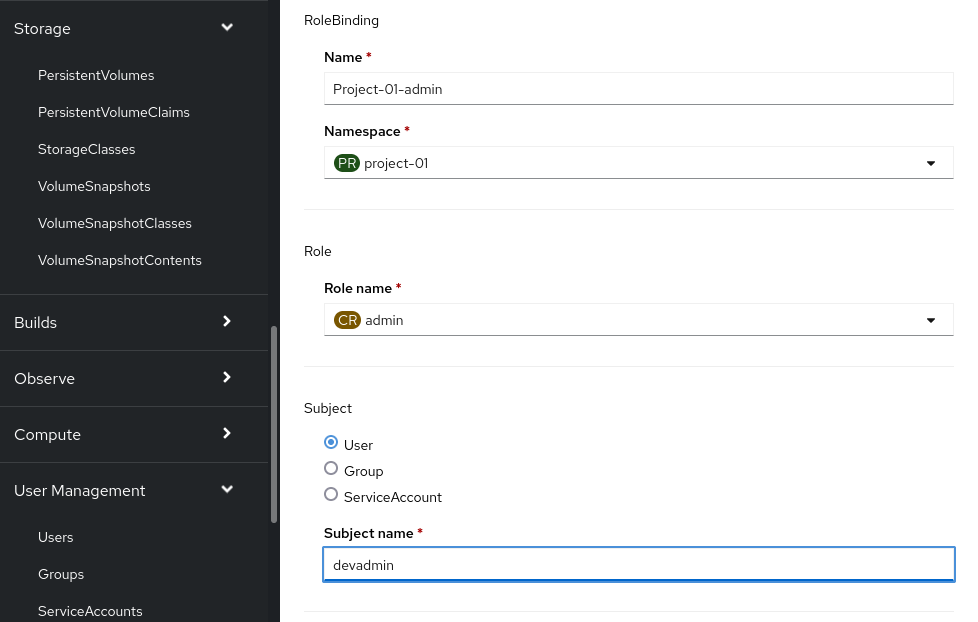 Storage
PersistentVolumes
PersistentVolumeClaims
StorageClasses
VolumeSnapshots
VolumeSnapshotClasses
VolumeSnapshotContents
Builds
Observe
Compute
User Management
Users
Groups
ServiceAccounts
RoleBinding
Name *
Project-01-admin
Namespace *
PR project-01
Role
Role name *
CR admin
Subject
User
Group
ServiceAccount
Subject name *
devadmin